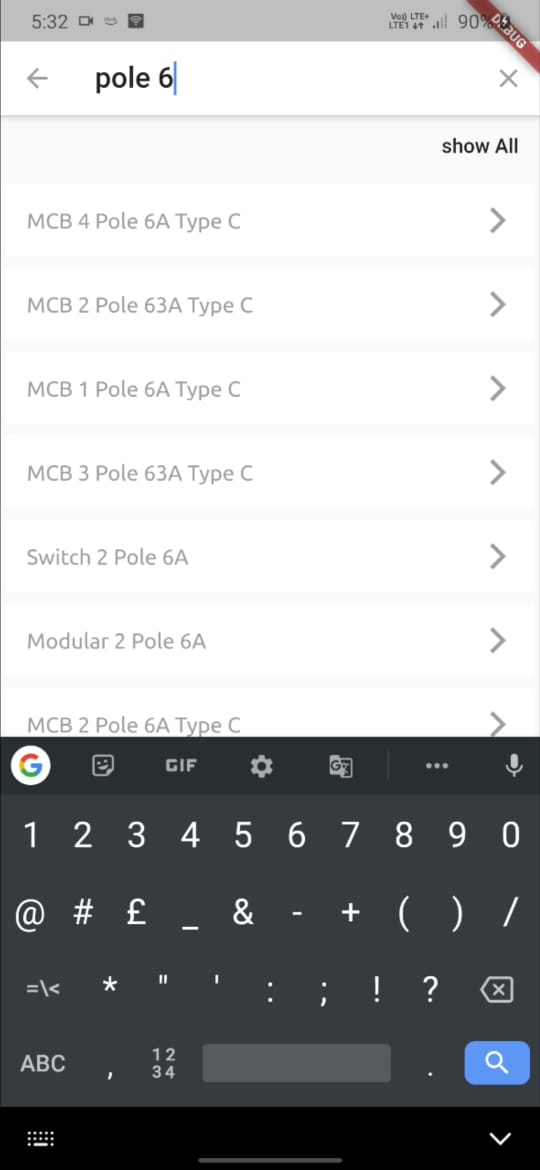 5:32 Vo)) LTE+ LTE1 90%
DEBUG
pole 6
show All
MCB 4 Pole 6A Type C
MCB 2 Pole 63A Type C
MCB 1 Pole 6A Type C
MCB 3 Pole 63A Type C
Switch 2 Pole 6A
Modular 2 Pole 6A
MCB 2 Pole 6A Type C
G GIF G
1 2 3 4 5 6 7 8 9 0
@ # £ _ & - + ( ) /
=\< * " ' : ; ! ?
ABC , 12 34 .